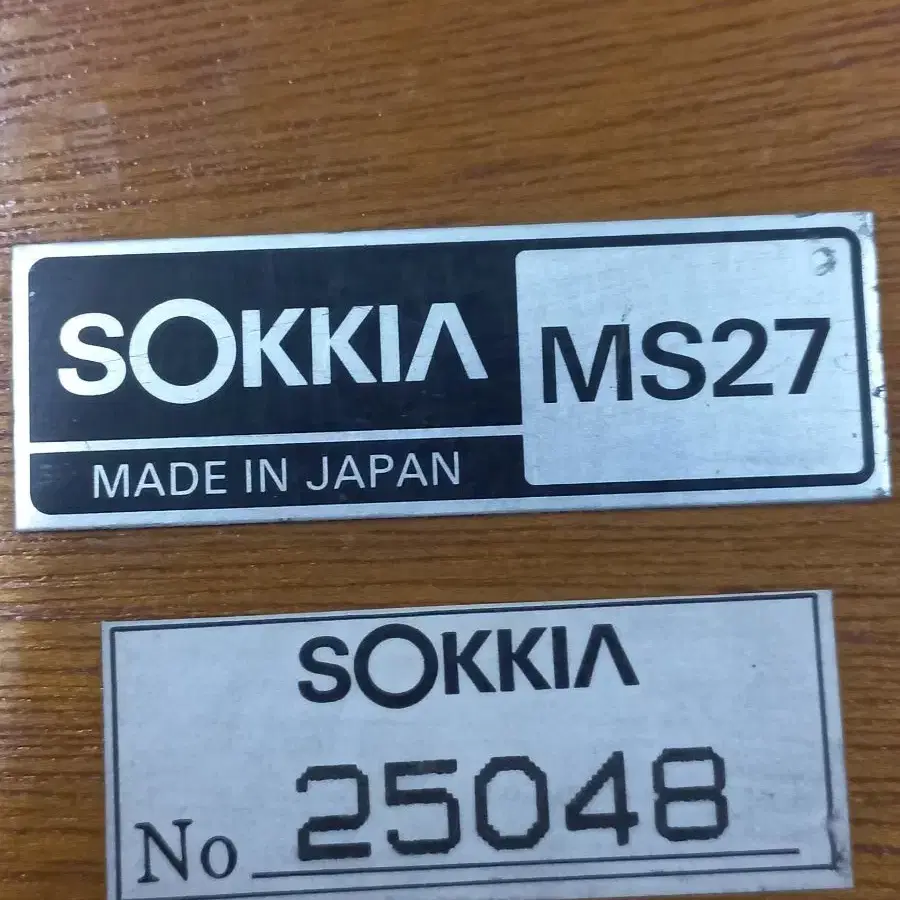 SOKKIA
MS27
MADE IN JAPAN
SOKKIA
No 25048